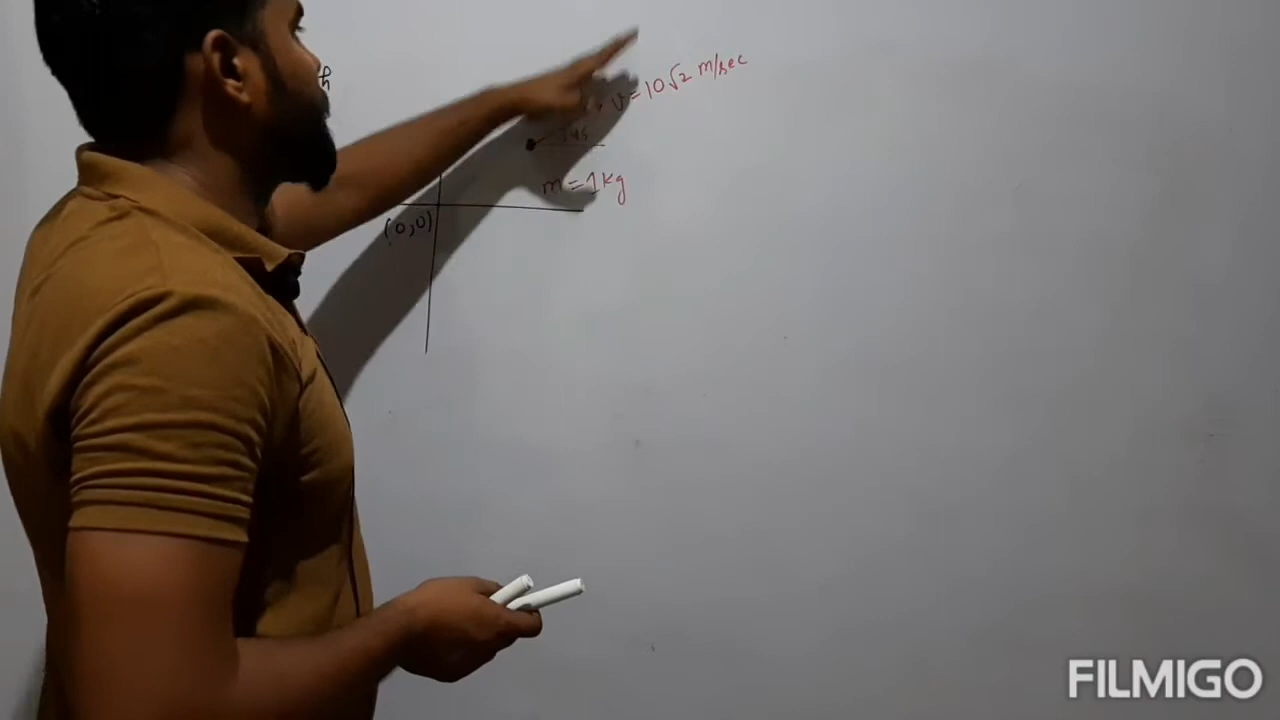 v = 10√2 m/sec
45
m = 1 kg
(0,0)
FILMIGO